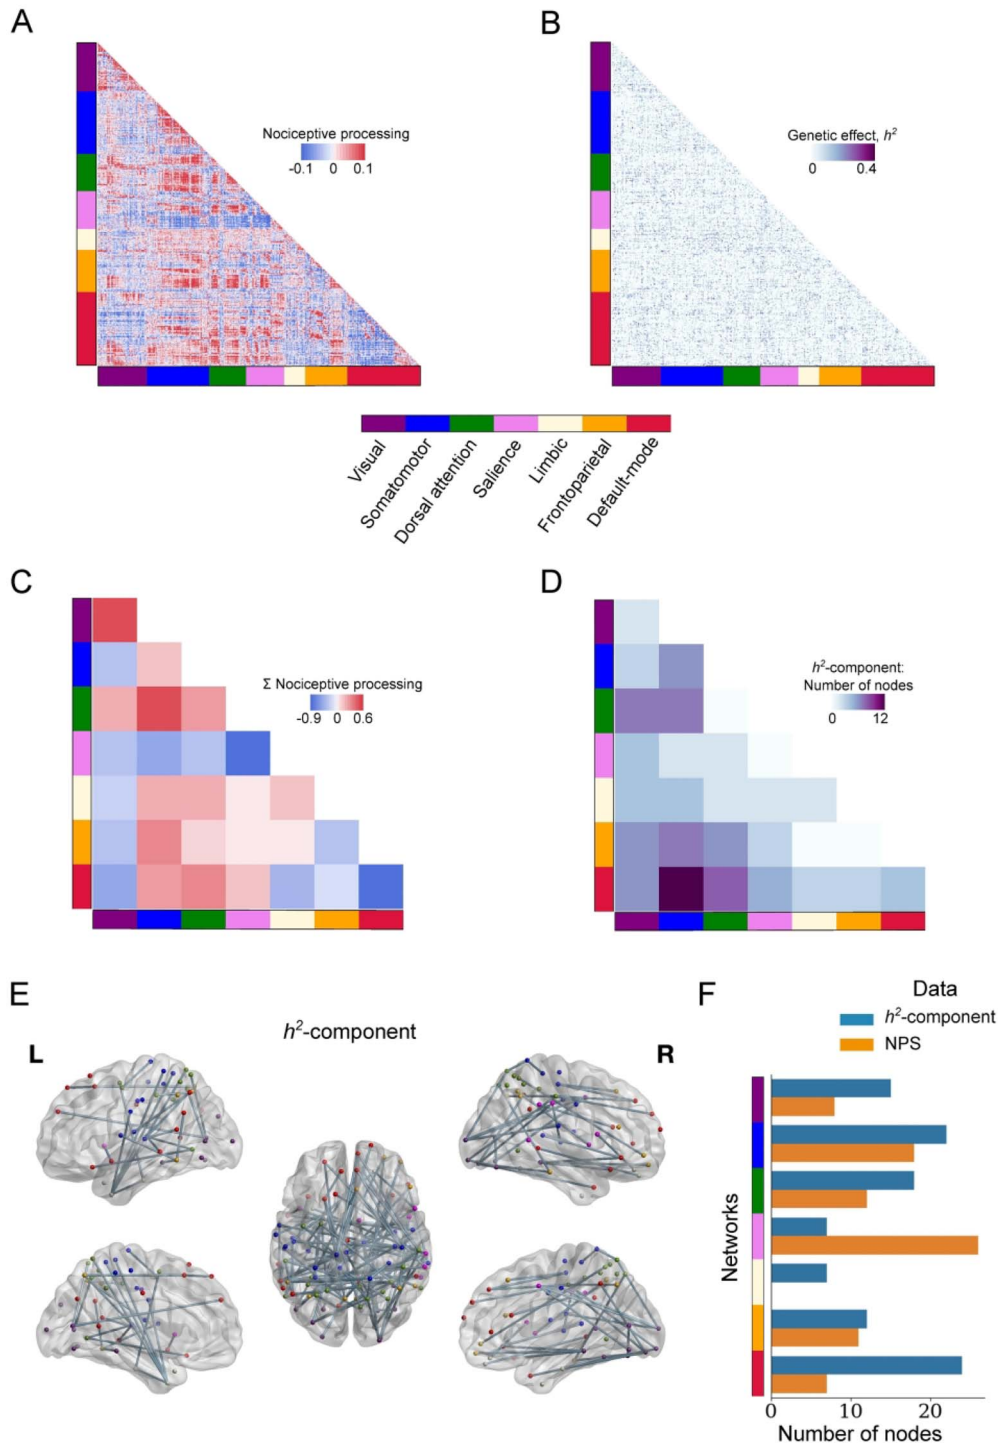 A
B
Nociceptive processing
-0.1 0 0.1
Genetic effect, h²
0 0.4
Visual
Somatomotor
Dorsal attention
Salience
Limbic
Frontoparietal
Default-mode
C
D
Σ Nociceptive processing
-0.9 0 0.6
h²-component:
Number of nodes
0 12
E
F
h²-component
L
R
Data
h²-component
NPS
Networks
0 10 20
Number of nodes